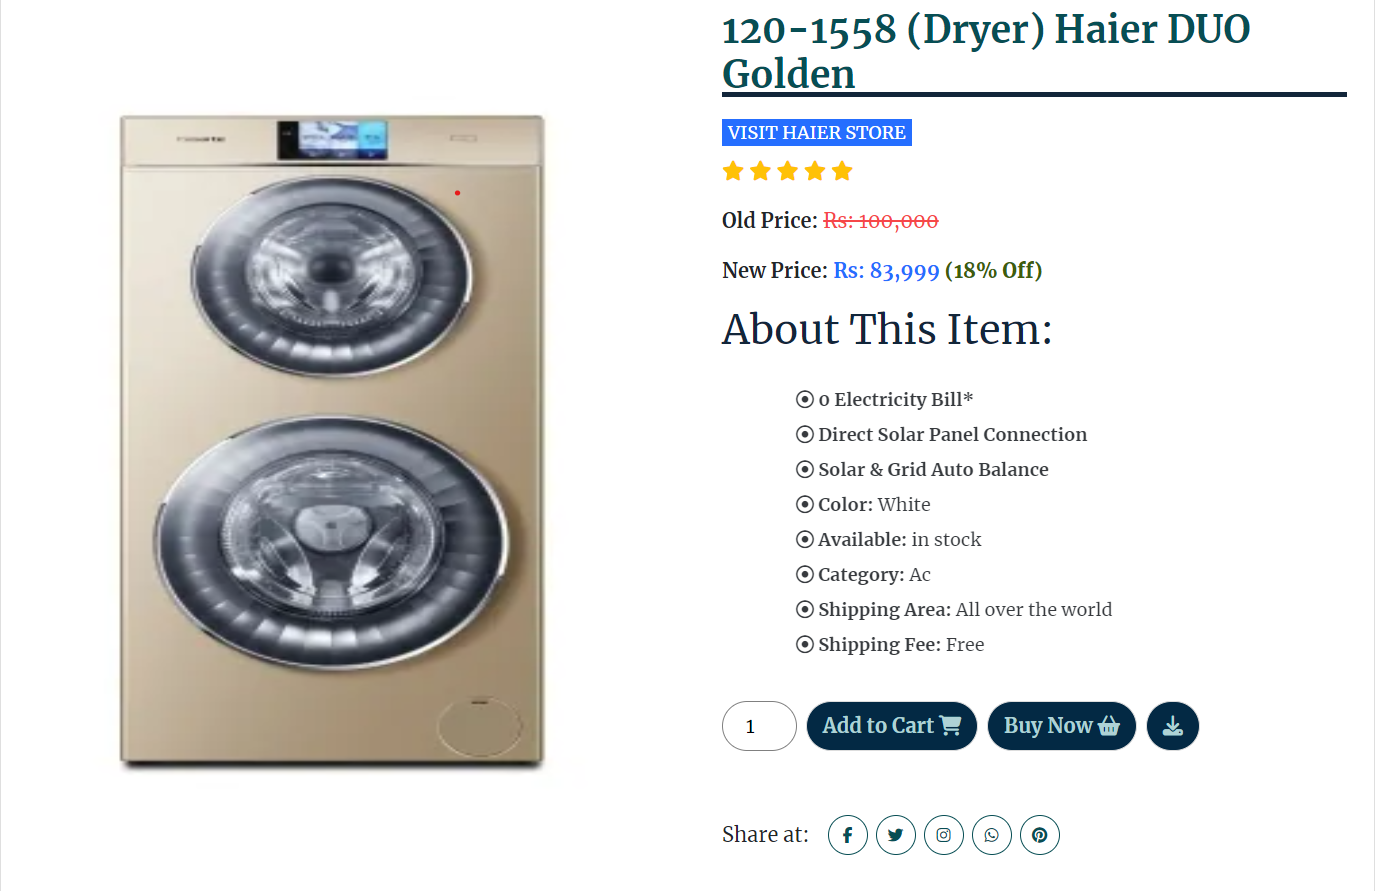 120-1558 (Dryer) Haier DUO
Golden
VISIT HAIER STORE
Old Price: Rs: 100,000
New Price: Rs: 83,999 (18% Off)
About This Item:
0 Electricity Bill*
Direct Solar Panel Connection
Solar & Grid Auto Balance
Color: White
Available: in stock
Category: Ac
Shipping Area: All over the world
Shipping Fee: Free
1
Add to Cart
Buy Now
Share at: